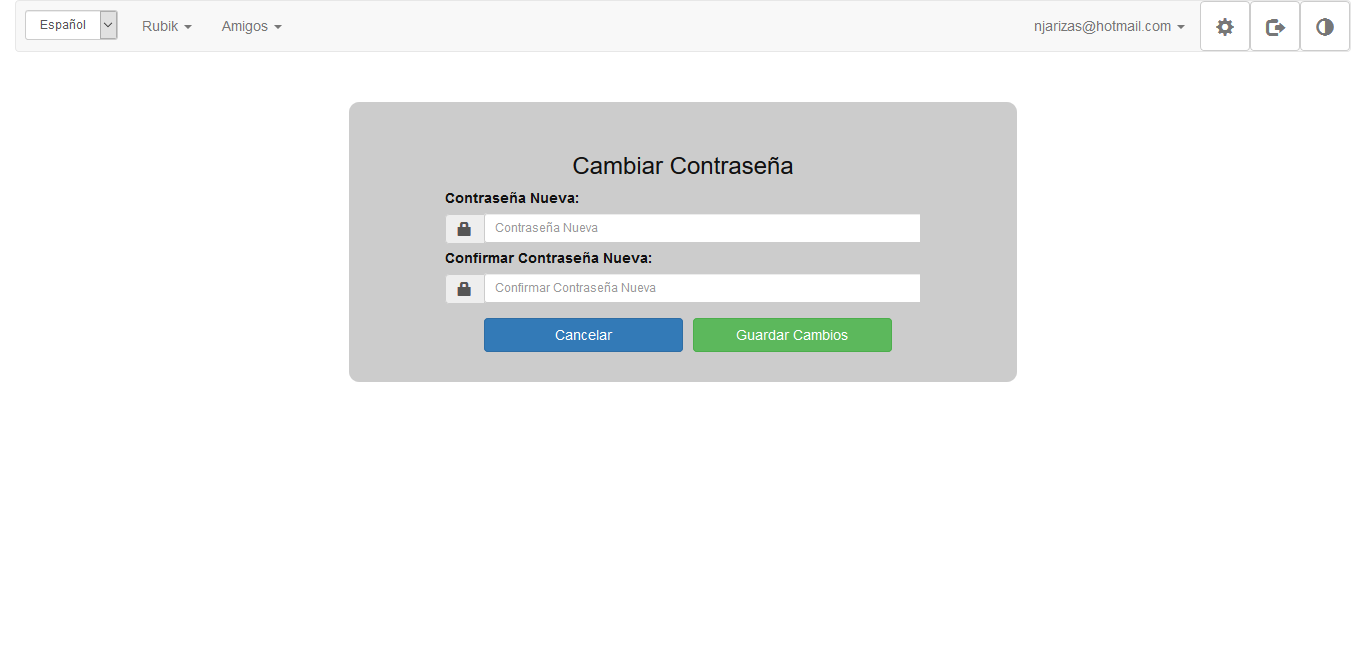 Español Rubik Amigos njarizas@hotmail.com
Cambiar Contraseña
Contraseña Nueva:
Contraseña Nueva
Confirmar Contraseña Nueva:
Confirmar Contraseña Nueva
Cancelar Guardar Cambios